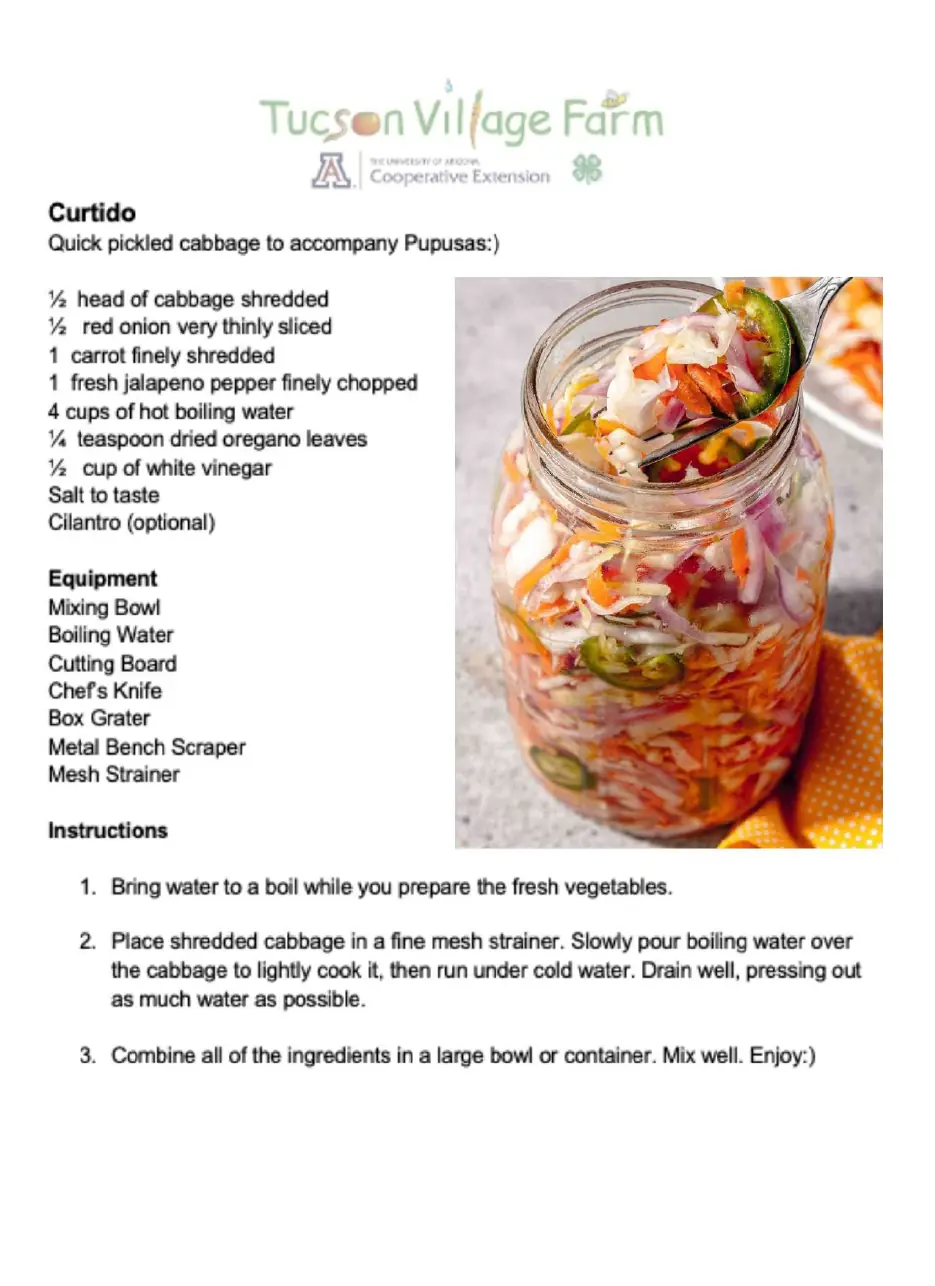 Tucson Village Farm
THE UNIVERSITY OF ARIZONA
Cooperative Extension
Curtido
Quick pickled cabbage to accompany Pupusas:)
½ head of cabbage shredded
½ red onion very thinly sliced
1 carrot finely shredded
1 fresh jalapeno pepper finely chopped
4 cups of hot boiling water
¼ teaspoon dried oregano leaves
½ cup of white vinegar
Salt to taste
Cilantro (optional)
Equipment
Mixing Bowl
Boiling Water
Cutting Board
Chef's Knife
Box Grater
Metal Bench Scraper
Mesh Strainer
Instructions
1. Bring water to a boil while you prepare the fresh vegetables.
2. Place shredded cabbage in a fine mesh strainer. Slowly pour boiling water over
the cabbage to lightly cook it, then run under cold water. Drain well, pressing out
as much water as possible.
3. Combine all of the ingredients in a large bowl or container. Mix well. Enjoy:)